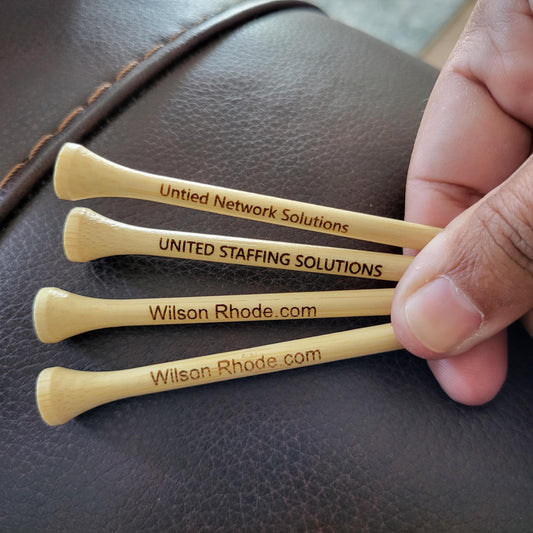 Untied Network Solutions
UNITED STAFFING SOLUTIONS
Wilson Rhode.com
Wilson Rhode.com